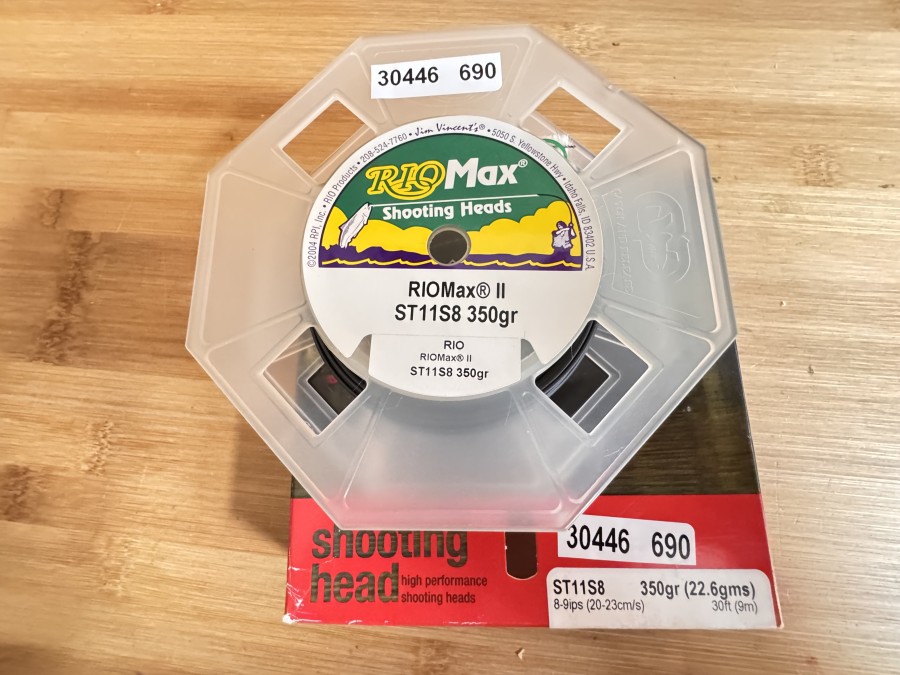 30446 690
©2004 RPI, Inc. • RIO Products • 208-524-7760 • Jim Vincent's® • 5050 S. Yellowstone Hwy • Idaho Falls, ID 83402 U.S.A.
RIOMax®
Shooting Heads
RIOMax® II
ST11S8 350gr
RIO
RIOMax® II
ST11S8 350gr
shooting
head
high performance
shooting heads
30446 690
ST11S8 350gr (22.6gms)
8-9ips (20-23cm/s) 30ft (9m)